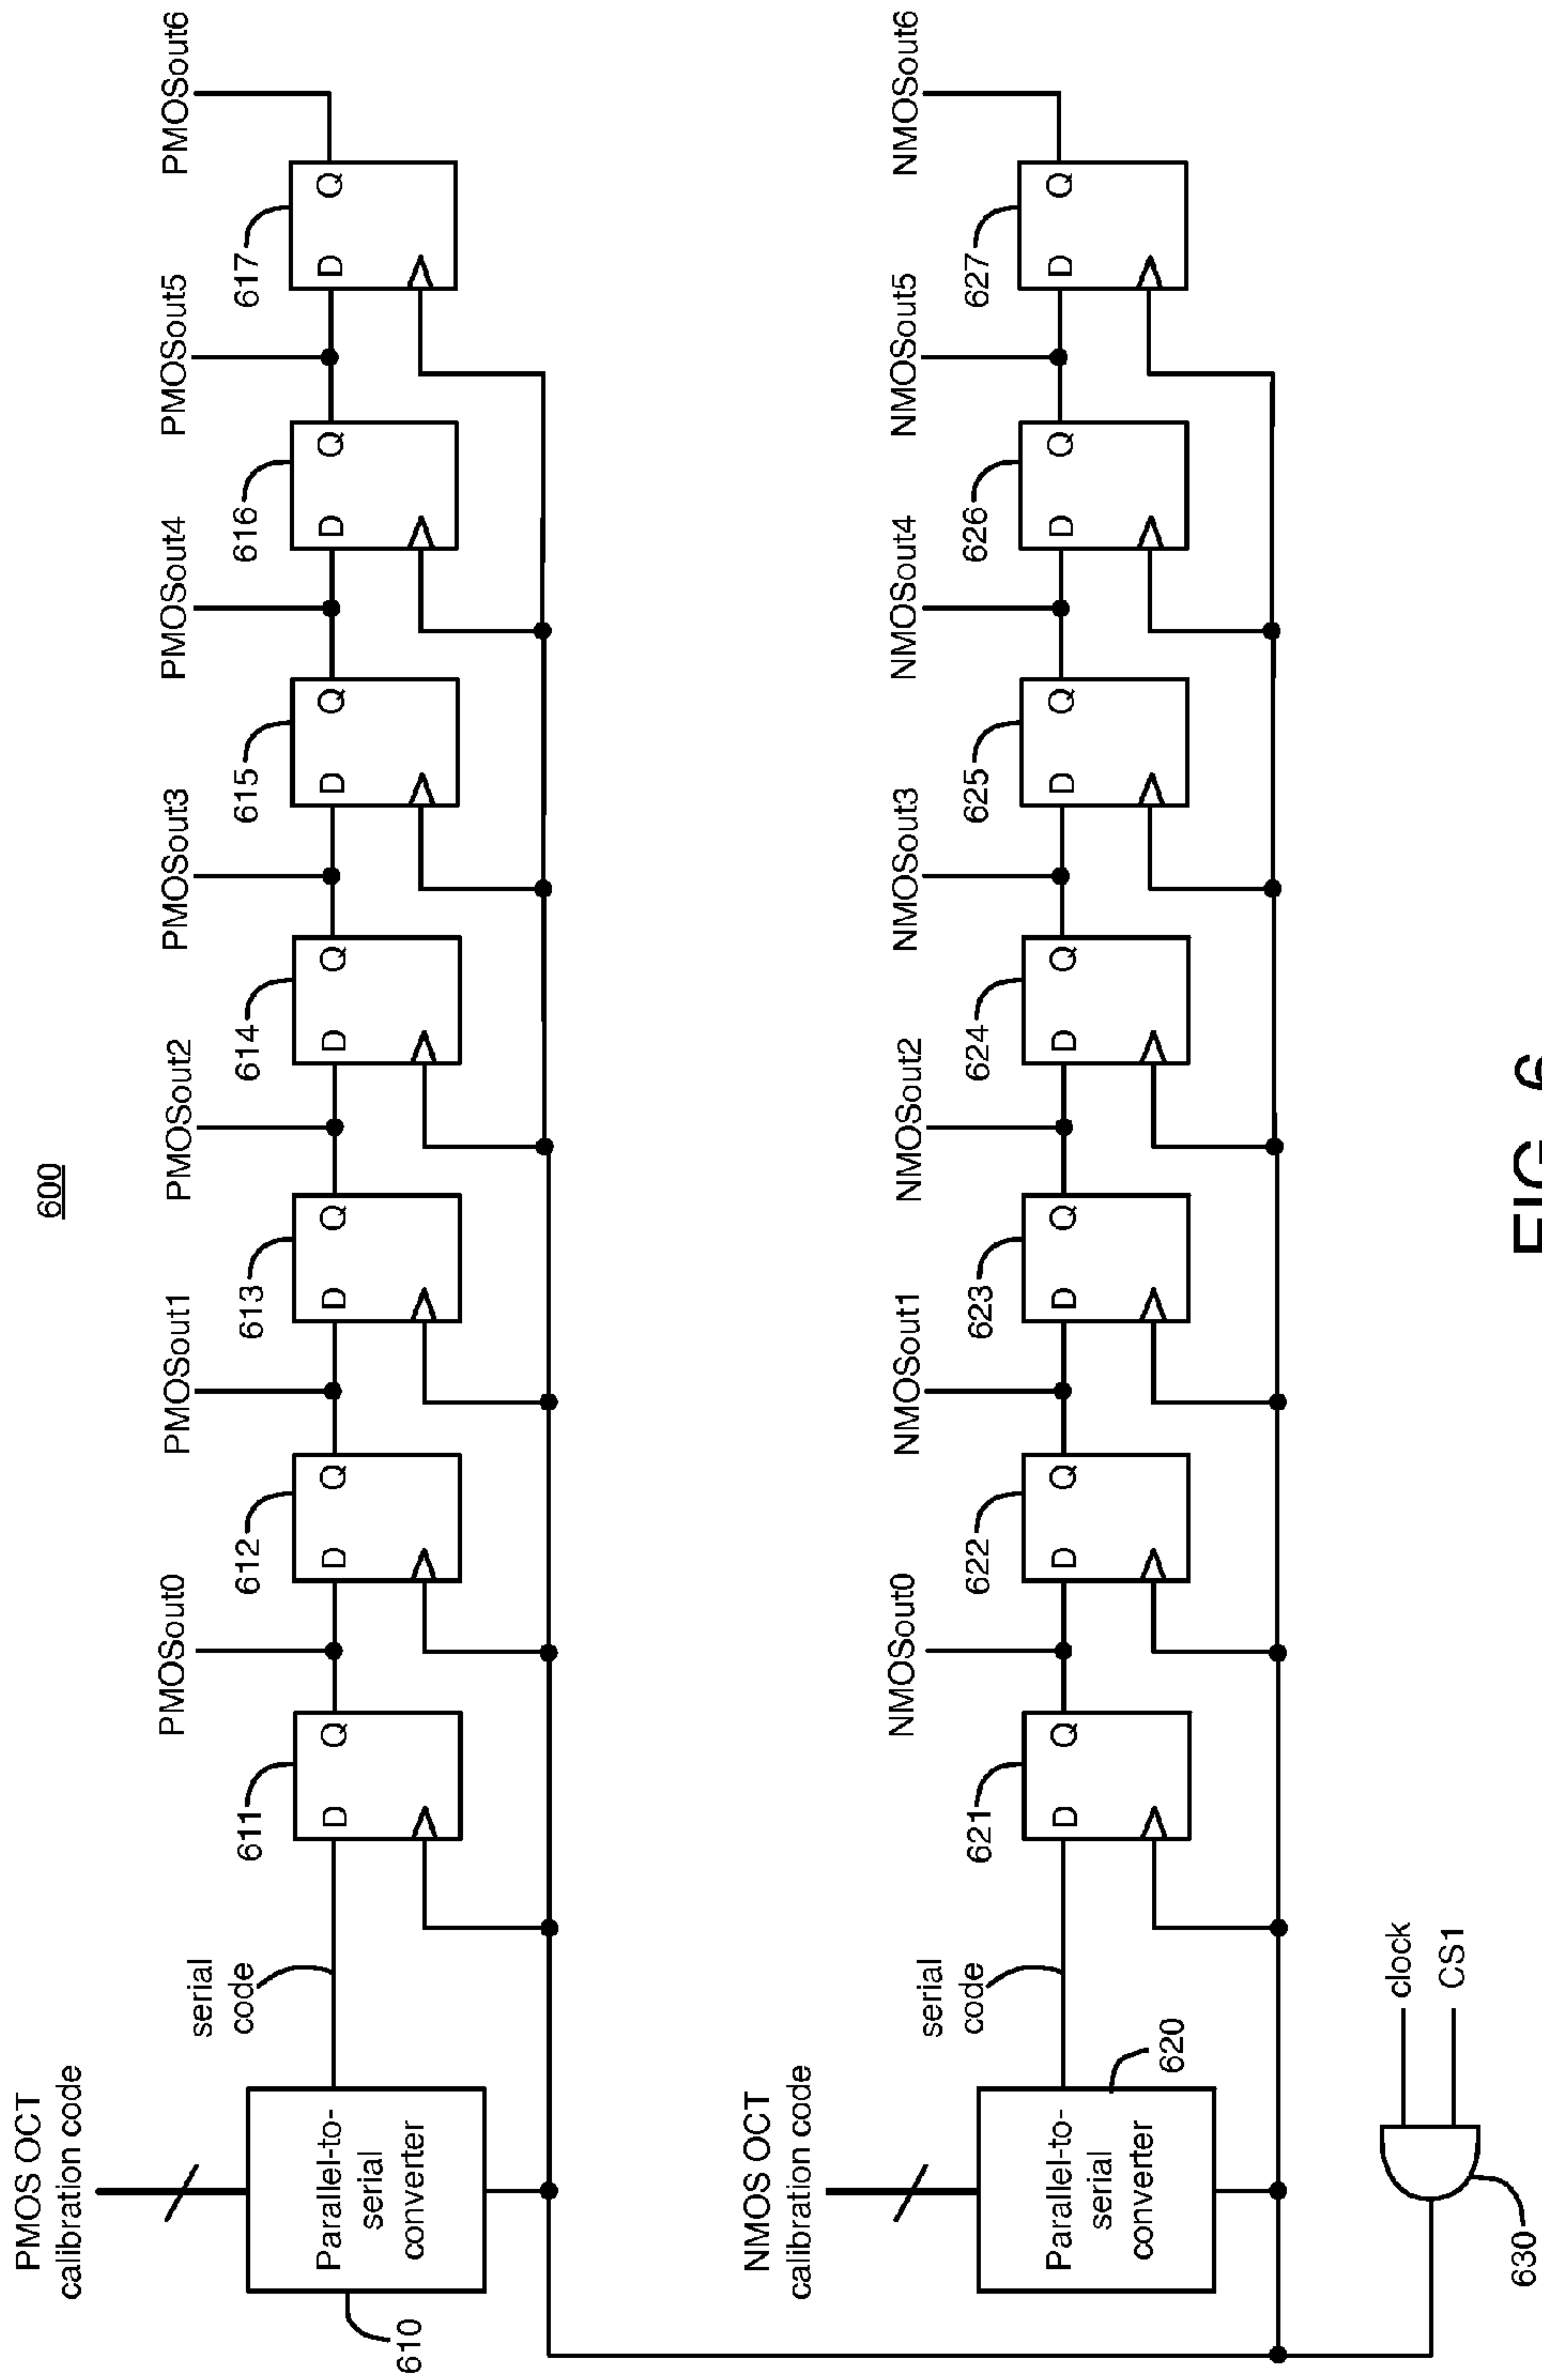 600
PMOS OCT
calibration code
PMOSout0
PMOSout1
PMOSout2
PMOSout3
PMOSout4
PMOSout5
PMOSout6
serial
code
611
612
613
614
615
616
617
610
Parallel-to-
serial
converter
D Q
D Q
D Q
D Q
D Q
D Q
D Q
NMOS OCT
calibration code
NMOSout0
NMOSout1
NMOSout2
NMOSout3
NMOSout4
NMOSout5
NMOSout6
serial
code
621
622
623
624
625
626
627
620
Parallel-to-
serial
converter
D Q
D Q
D Q
D Q
D Q
D Q
D Q
clock
CS1
630
FIG. 6